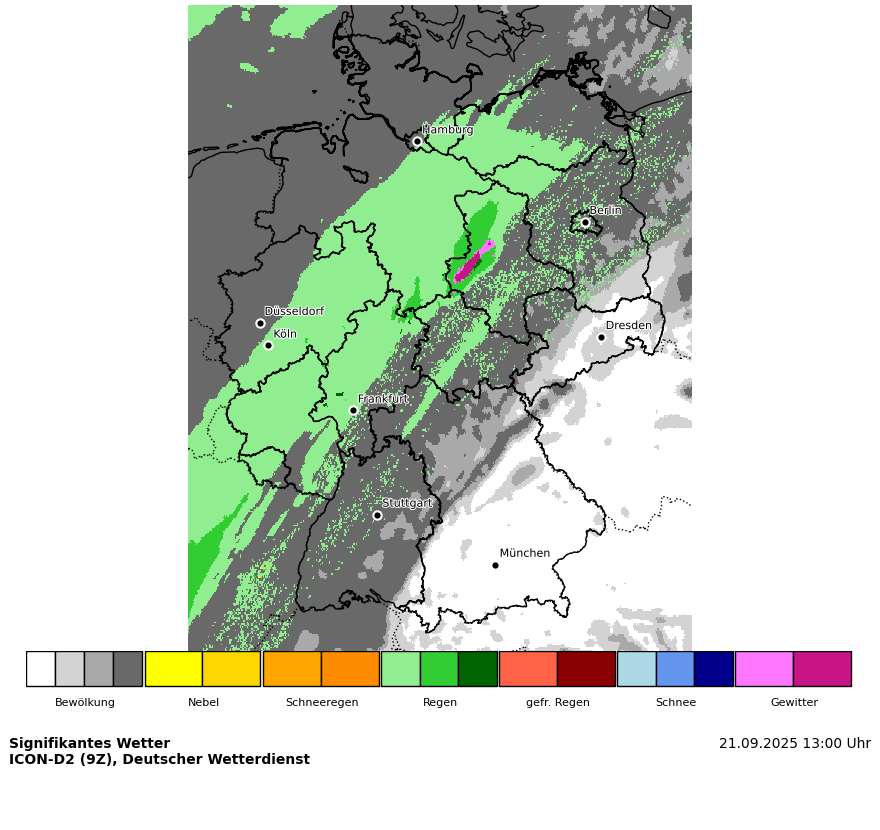 Hamburg
Berlin
Düsseldorf
Köln
Dresden
Frankfurt
Stuttgart
München
Bewölkung Nebel Schneeregen Regen gefr. Regen Schnee Gewitter
Signifikantes Wetter 21.09.2025 13:00 Uhr
ICON-D2 (9Z), Deutscher Wetterdienst